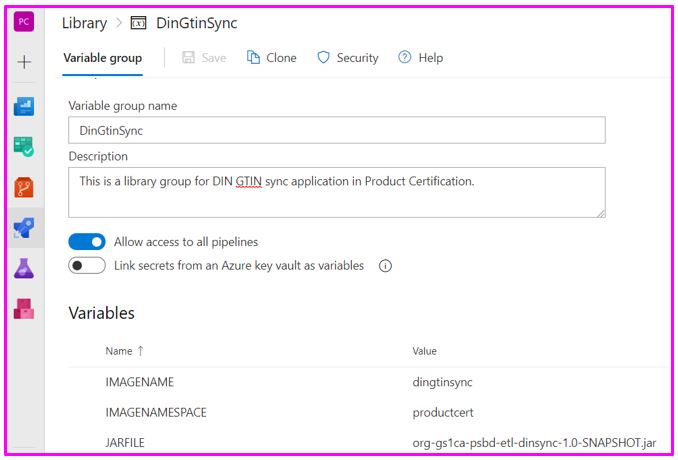 PC
Library > DinGtinSync
Variable group Save Clone Security Help
Variable group name
DinGtinSync
Description
This is a library group for DIN GTIN sync application in Product Certification.
Allow access to all pipelines
Link secrets from an Azure key vault as variables
Variables
Name ↑ Value
IMAGENAME dingtinsync
IMAGENAMESPACE productcert
JARFILE org-gs1ca-psbd-etl-dinsync-1.0-SNAPSHOT.jar